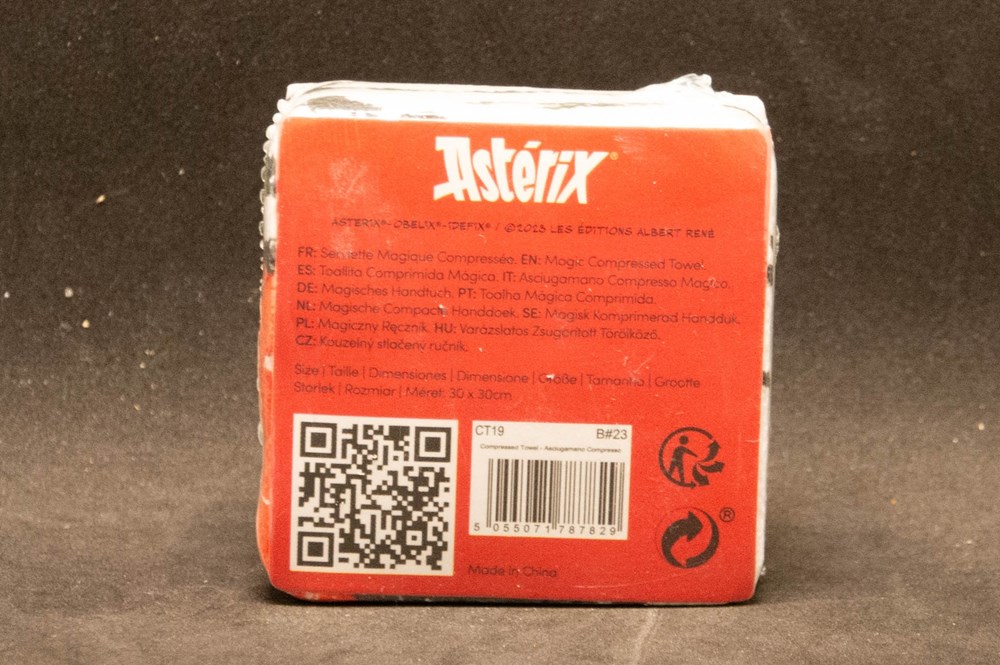 Astérix®
ASTERIX®-OBELIX®-IDEFIX® / ©2023 LES ÉDITIONS ALBERT RENÉ
FR: Serviette Magique Compressée. EN: Magic Compressed Towel.
ES: Toallita Comprimida Mágica. IT: Asciugamano Compresso Magico.
DE: Magisches Handtuch. PT: Toalha Mágica Comprimida.
NL: Magische Compacte Handdoek. SE: Magisk Komprimerad Handduk.
PL: Magiczny Ręcznik. HU: Varázslatos Zsugorított Törölköző.
CZ: Kouzelný stlačený ručník.
Size | Taille | Dimensiones | Dimensione | Größe | Tamanho | Grootte
Storlek | Rozmiar | Méret: 30 x 30cm
CT19 B#23
Compressed Towel - Asciugamano Compresso
5 055071 787829
®
Made in China